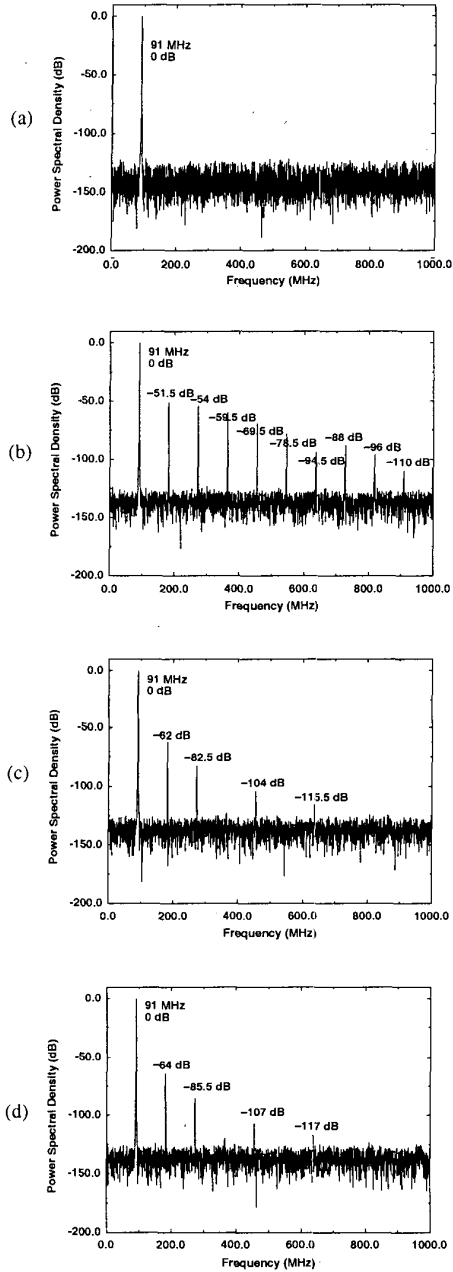 (a)
Power Spectral Density (dB)
0.0
-50.0
-100.0
-150.0
-200.0
91 MHz
0 dB
0.0 200.0 400.0 600.0 800.0 1000.0
Frequency (MHz)
(b)
Power Spectral Density (dB)
0.0
-50.0
-100.0
-150.0
-200.0
91 MHz
0 dB
−51.5 dB
−54 dB
−59.5 dB
−69.5 dB
−78.5 dB
−94.5 dB
−88 dB
−96 dB
−110 dB
0.0 200.0 400.0 600.0 800.0 1000.0
Frequency (MHz)
(c)
Power Spectral Density (dB)
0.0
-50.0
-100.0
-150.0
-200.0
91 MHz
0 dB
−62 dB
−82.5 dB
−104 dB
−115.5 dB
0.0 200.0 400.0 600.0 800.0 1000.0
Frequency (MHz)
(d)
Power Spectral Density (dB)
0.0
-50.0
-100.0
-150.0
-200.0
91 MHz
0 dB
−64 dB
−85.5 dB
−107 dB
−117 dB
0.0 200.0 400.0 600.0 800.0 1000.0
Frequency (MHz)